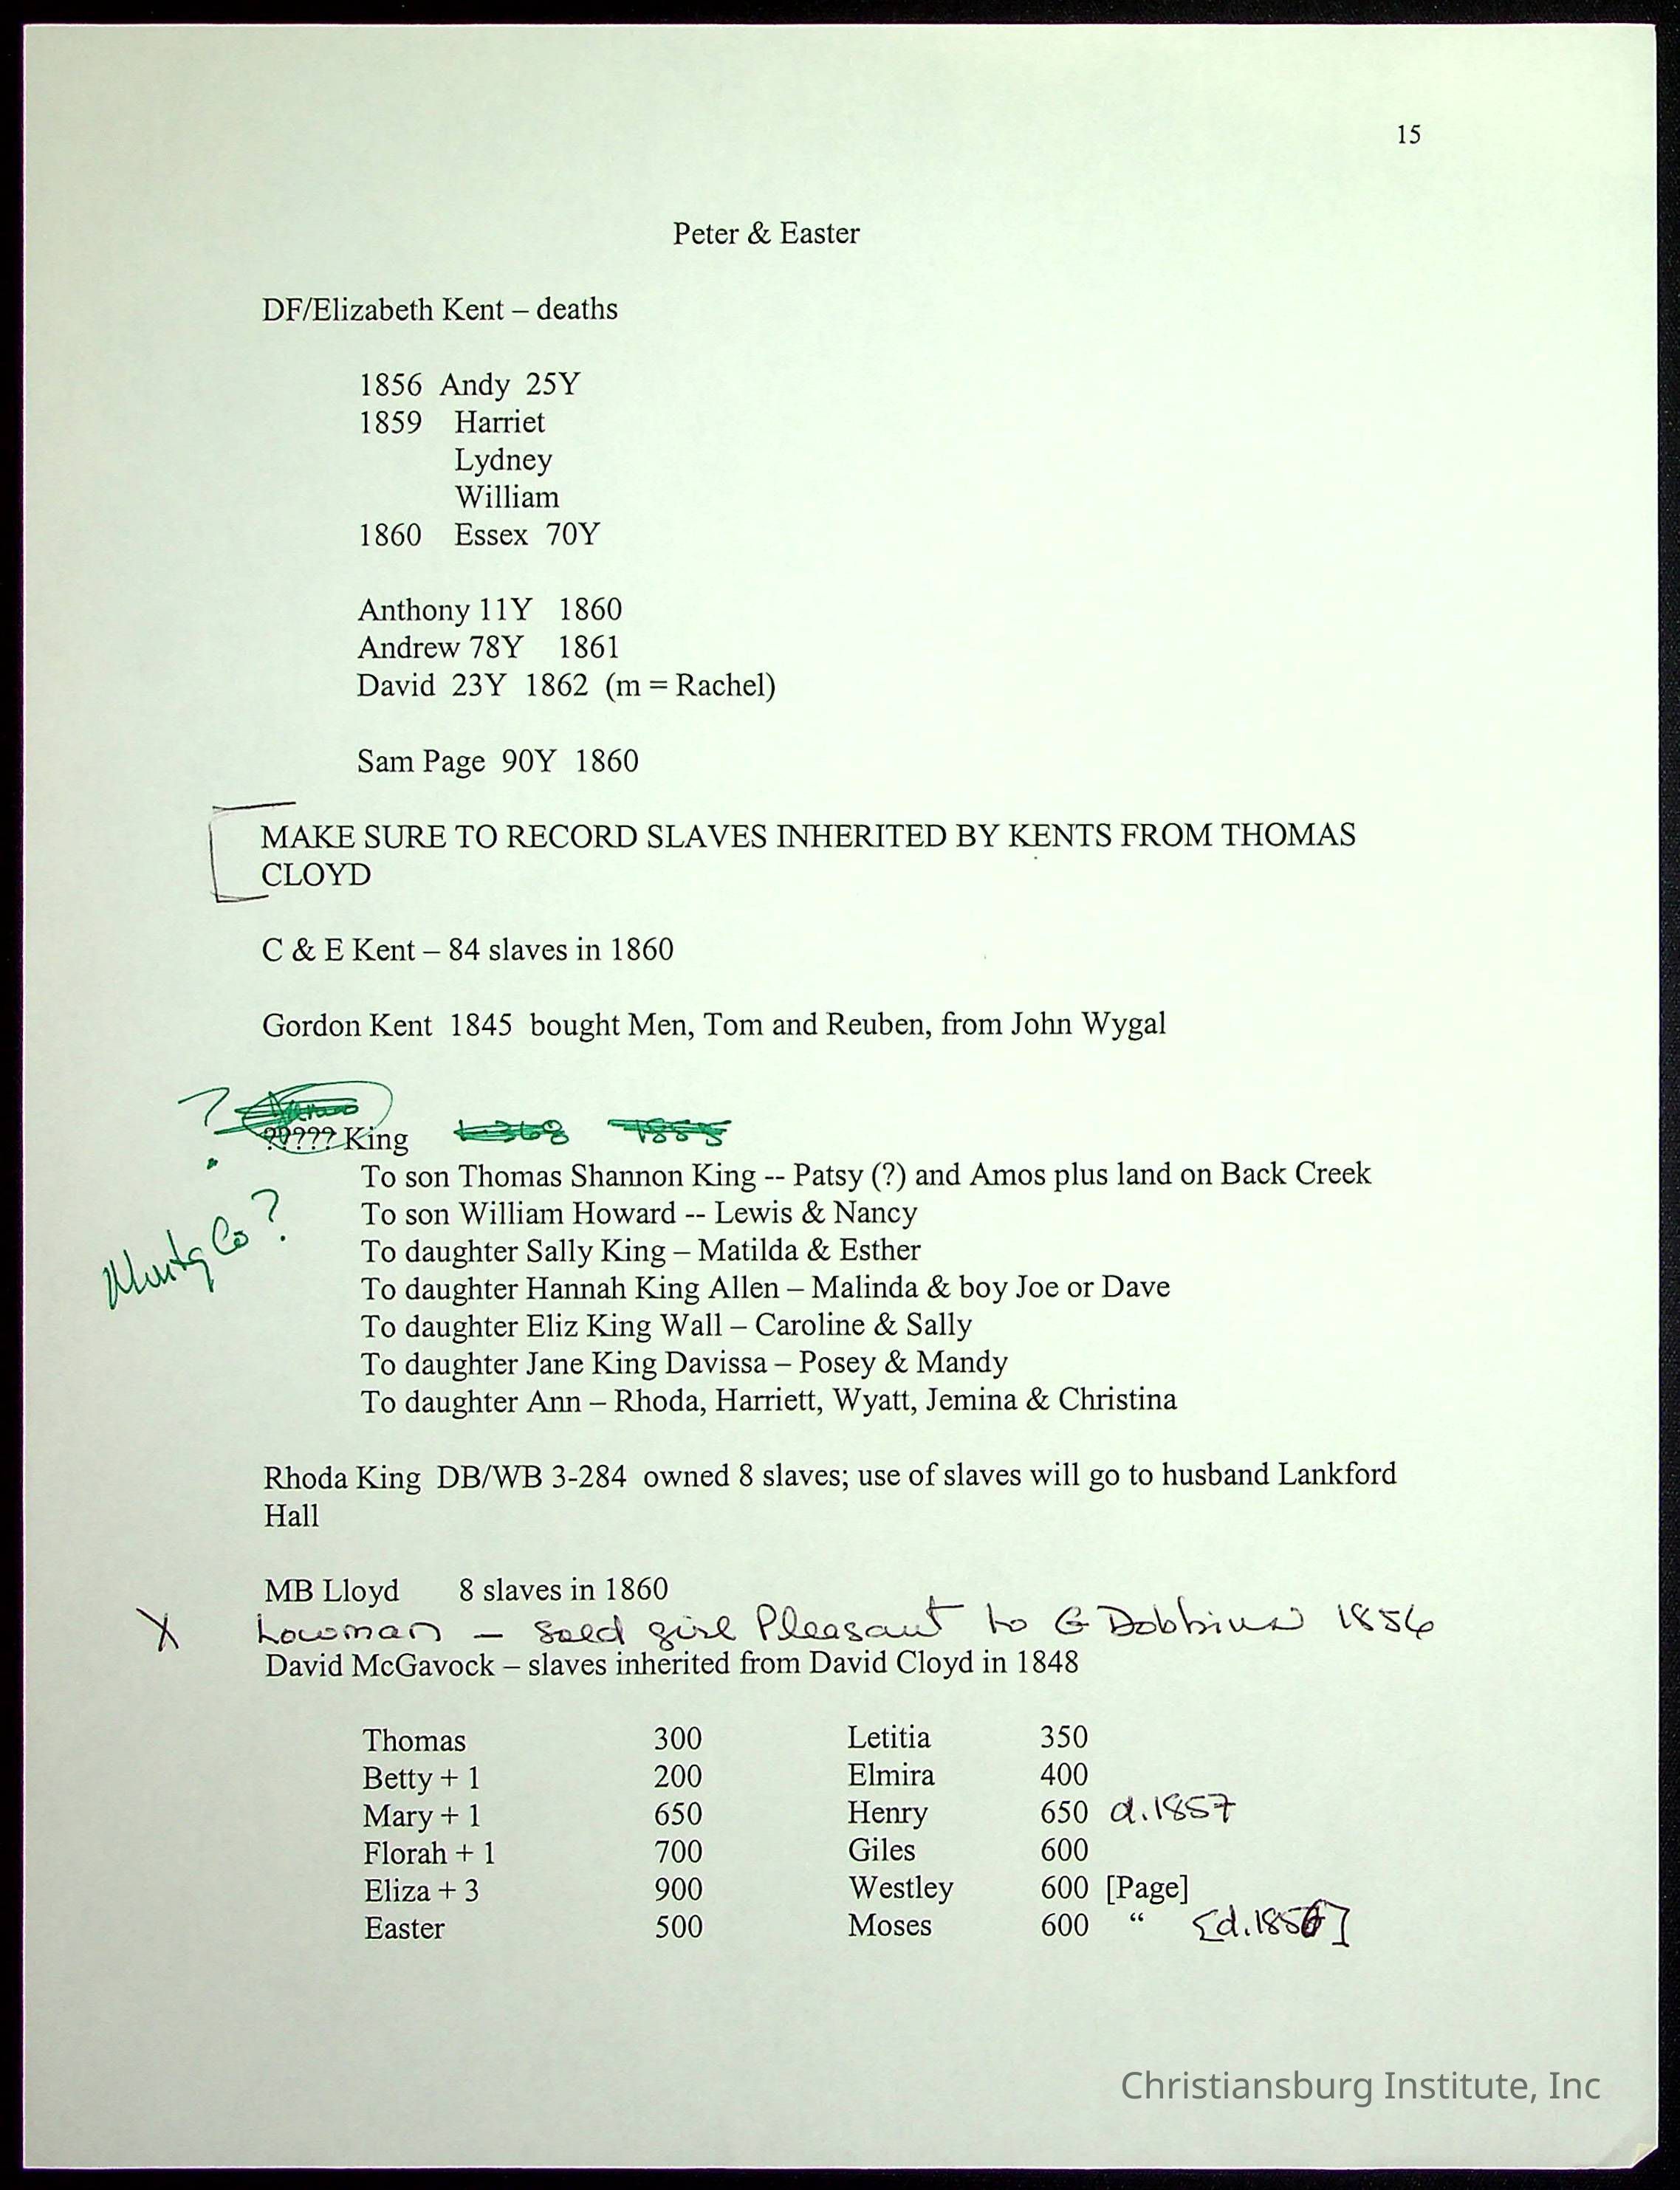 15
Peter & Easter
DF/Elizabeth Kent – deaths
1856 Andy 25Y
1859 Harriet
Lydney
William
1860 Essex 70Y
Anthony 11Y 1860
Andrew 78Y 1861
David 23Y 1862 (m = Rachel)
Sam Page 90Y 1860
MAKE SURE TO RECORD SLAVES INHERITED BY KENTS FROM THOMAS
CLOYD
C & E Kent – 84 slaves in 1860
Gordon Kent 1845 bought Men, Tom and Reuben, from John Wygal
?
????? King 1855
To son Thomas Shannon King -- Patsy (?) and Amos plus land on Back Creek
To son William Howard -- Lewis & Nancy
Co?
To daughter Sally King – Matilda & Esther
To daughter Hannah King Allen – Malinda & boy Joe or Dave
To daughter Eliz King Wall – Caroline & Sally
To daughter Jane King Davissa – Posey & Mandy
To daughter Ann – Rhoda, Harriett, Wyatt, Jemina & Christina
Rhoda King DB/WB 3-284 owned 8 slaves; use of slaves will go to husband Lankford
Hall
MB Lloyd 8 slaves in 1860
X Lowman – sold girl Pleasant to G Dobbins 1856
David McGavock – slaves inherited from David Cloyd in 1848
Thomas 300 Letitia 350
Betty + 1 200 Elmira 400
Mary + 1 650 Henry 650 d.1857
Florah + 1 700 Giles 600
Eliza + 3 900 Westley 600 [Page]
Easter 500 Moses 600 “ [d.1856]
Christiansburg Institute, Inc